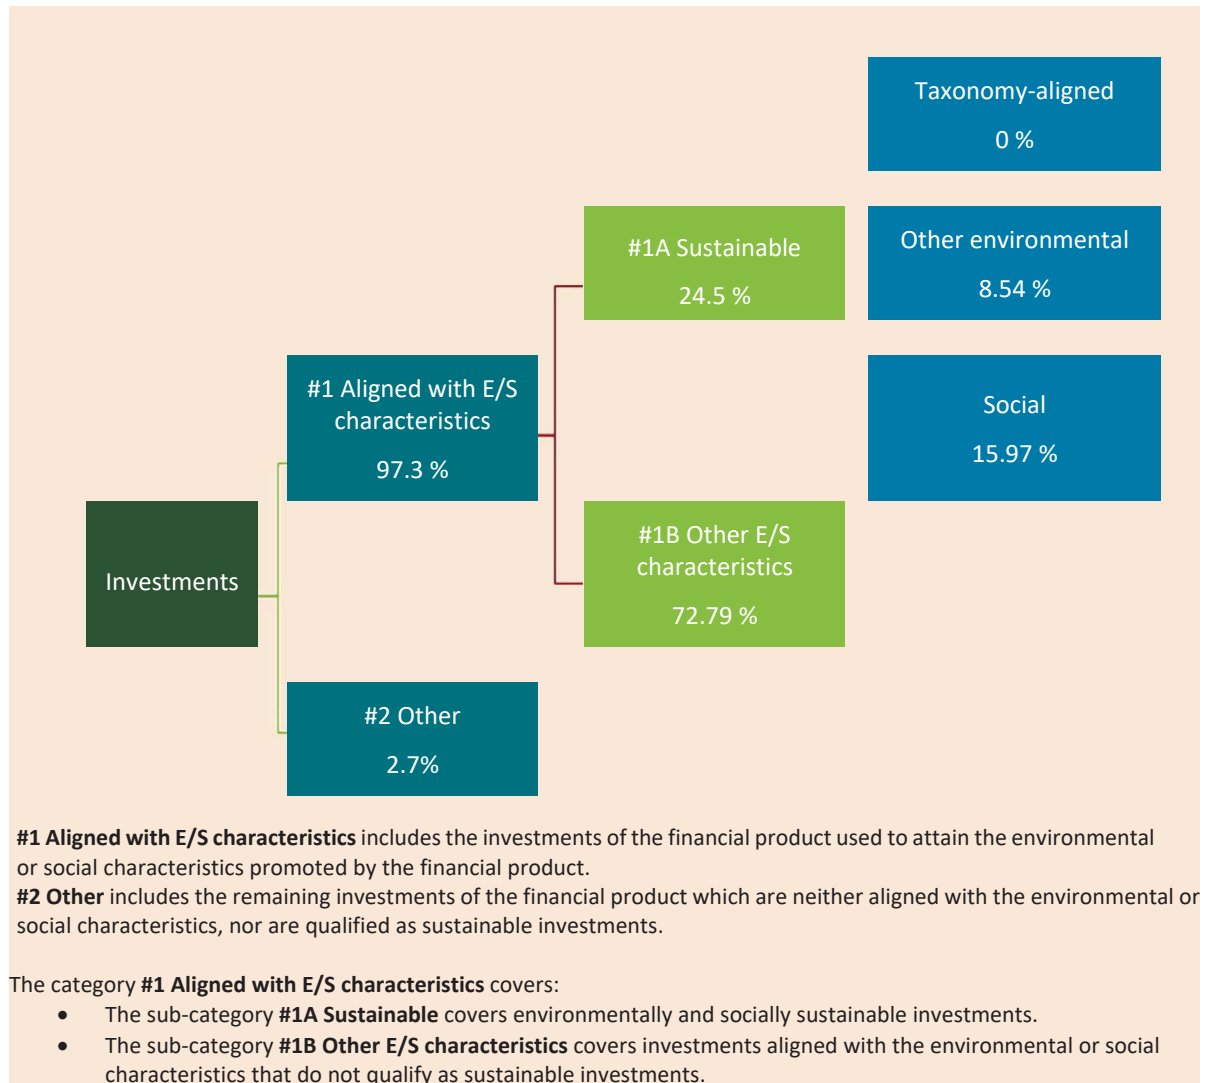 Taxonomy-aligned
0 %
#1A Sustainable
24.5 %
Other environmental
8.54 %
#1 Aligned with E/S
characteristics
97.3 %
Social
15.97 %
Investments
#1B Other E/S
characteristics
72.79 %
#2 Other
2.7%
#1 Aligned with E/S characteristics includes the investments of the financial product used to attain the environmental
or social characteristics promoted by the financial product.
#2 Other includes the remaining investments of the financial product which are neither aligned with the environmental or
social characteristics, nor are qualified as sustainable investments.
The category #1 Aligned with E/S characteristics covers:
• The sub-category #1A Sustainable covers environmentally and socially sustainable investments.
• The sub-category #1B Other E/S characteristics covers investments aligned with the environmental or social
characteristics that do not qualify as sustainable investments.